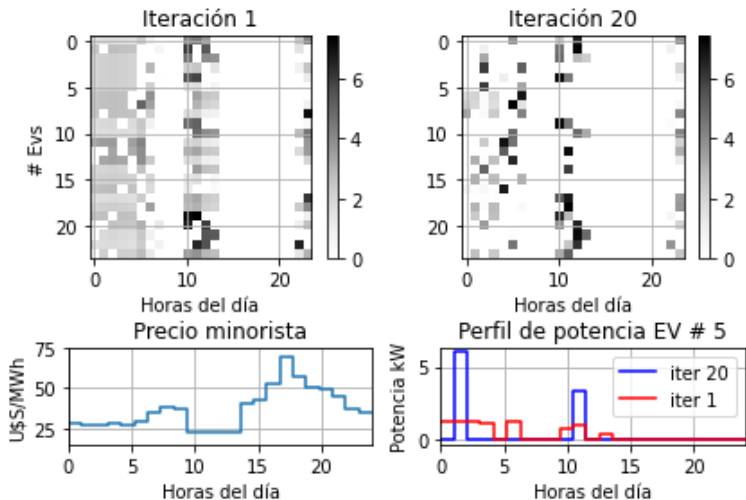 Iteración 1
Iteración 20
0
5
10
15
20
# Evs
0
10
20
Horas del día
6
4
2
0
0
5
10
15
20
0
10
20
Horas del día
6
4
2
0
Precio minorista
75
50
25
U$S/MWh
0
10
20
Horas del día
Perfil de potencia EV # 5
5
0
Potencia kW
iter 20
iter 1
0
5
10
15
20
Horas del día